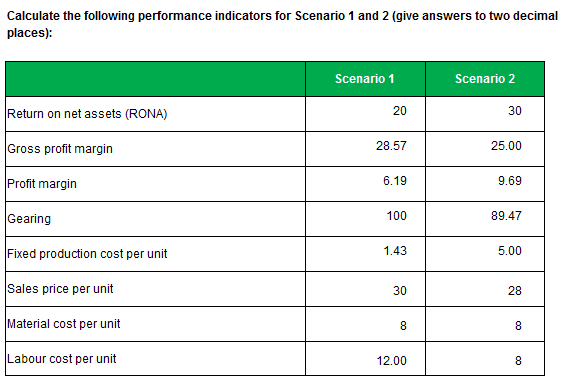 Calculate the following performance indicators for Scenario 1 and 2 (give answers to two decimal
places):
Scenario 1 Scenario 2
Return on net assets (RONA) 20 30
Gross profit margin 28.57 25.00
Profit margin 6.19 9.69
Gearing 100 89.47
Fixed production cost per unit 1.43 5.00
Sales price per unit 30 28
Material cost per unit 8 8
Labour cost per unit 12.00 8